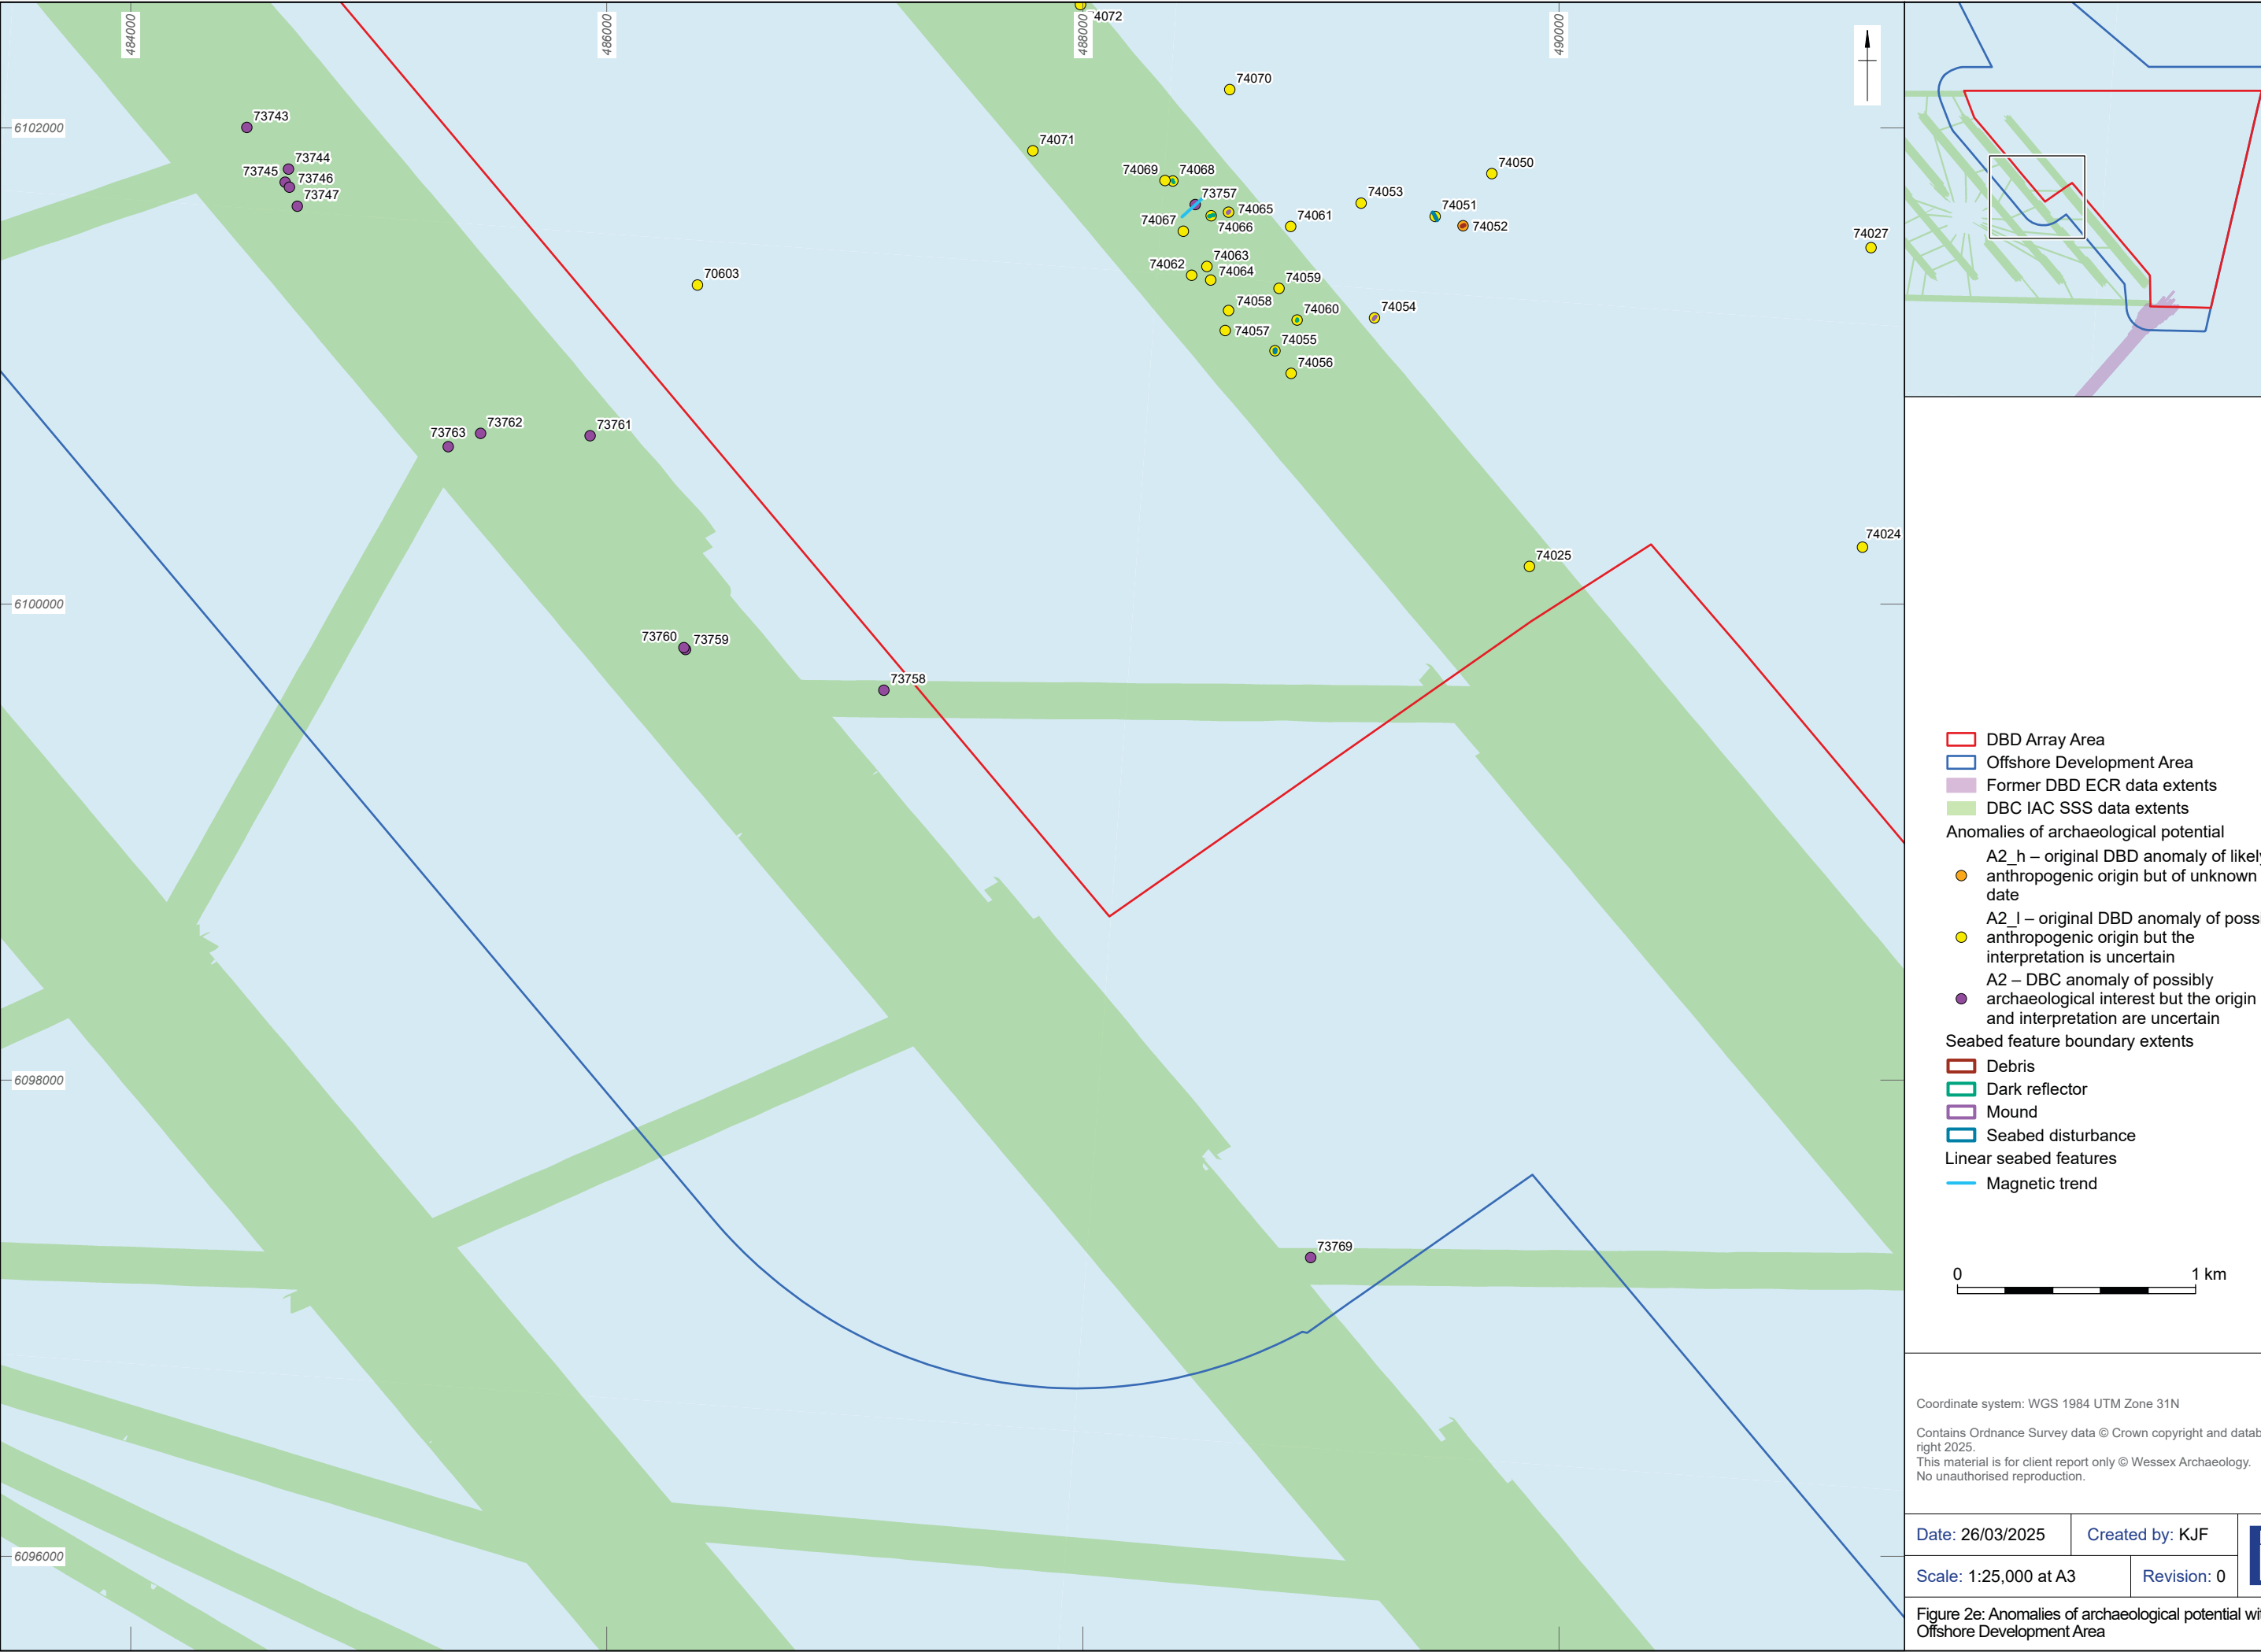 484000
486000
488000
490000
74072
74070
6102000
73743
74071
73744
73745
73746
73747
74069
74068
74050
73757
74053
74051
74067
74065
74061
74066
74052
74027
74063
74062
74064
70603
74059
74058
74060
74054
74057
74055
74056
73761
73762
73763
74024
74025
6100000
73760
73759
73758
6098000
73769
6096000
DBD Array Area
Offshore Development Area
Former DBD ECR data extents
DBC IAC SSS data extents
Anomalies of archaeological potential
A2_h – original DBD anomaly of likely
anthropogenic origin but of unknown
date
A2_l – original DBD anomaly of poss
anthropogenic origin but the
interpretation is uncertain
A2 – DBC anomaly of possibly
archaeological interest but the origin
and interpretation are uncertain
Seabed feature boundary extents
Debris
Dark reflector
Mound
Seabed disturbance
Linear seabed features
Magnetic trend
0 1 km
Coordinate system: WGS 1984 UTM Zone 31N
Contains Ordnance Survey data © Crown copyright and datab
right 2025.
This material is for client report only © Wessex Archaeology.
No unauthorised reproduction.
Date: 26/03/2025 Created by: KJF
Scale: 1:25,000 at A3 Revision: 0
Figure 2e: Anomalies of archaeological potential wi
Offshore Development Area